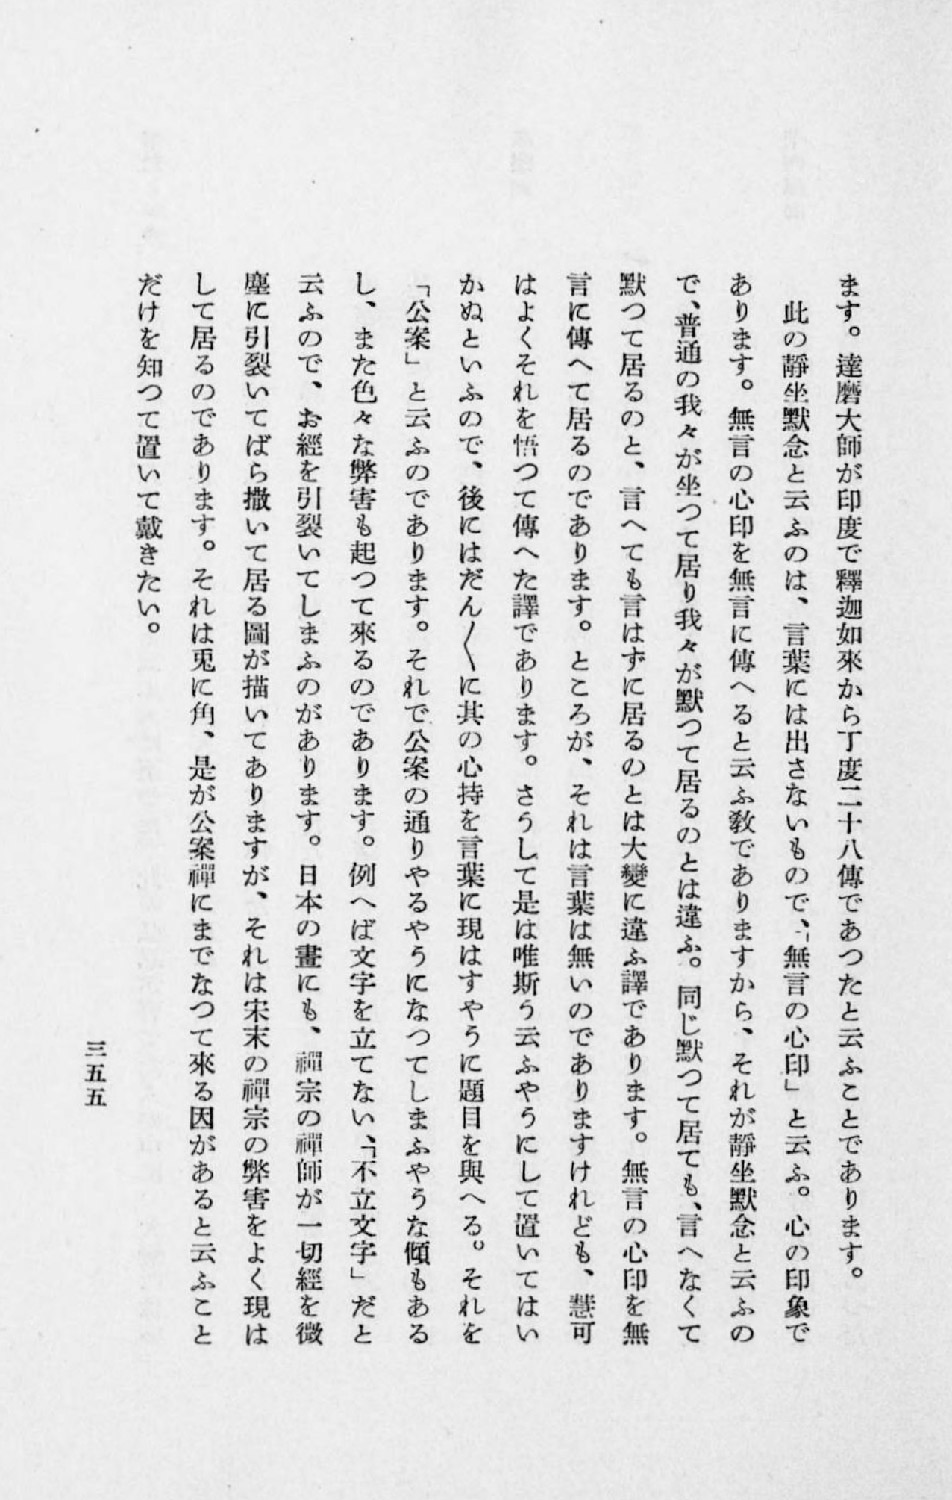 ます。達磨大師が印度で釋迦如來から丁度二十八傳であつたと云ふことであります。
此の靜坐默念と云ふのは、言葉には出さないもので、「無言の心印」と云ふ。心の印象で
あります。無言の心印を無言に傳へると云ふ教でありますから、それが靜坐默念と云ふの
で、普通の我々が坐つて居り我々が默つて居るのとは違ふ。同じ默つて居ても、言へなくて
默つて居るのと、言へても言はずに居るのとは大變に違ふ譯であります。無言の心印を無
言に傳へて居るのであります。ところが、それは言葉は無いのでありますけれども、慧可
はよくそれを悟つて傳へた譯であります。さうして是は唯斯う云ふやうにして置いてはい
かぬといふので、後にはだん〱に其の心持を言葉に現はすやうに題目を與へる。それを
「公案」と云ふのであります。それで公案の通りやるやうになつてしまふやうな傾もある
し、また色々な弊害も起つて來るのであります。例へば文字を立てない、「不立文字」だと
云ふので、お經を引裂いてしまふのがあります。日本の畫にも、禪宗の禪師が一切經を微
塵に引裂いてばら撒いて居る圖が描いてありますが、それは宋末の禪宗の弊害をよく現は
して居るのであります。それは兎に角、是が公案禪にまでなつて來る因があると云ふこと
だけを知つて置いて戴きたい。
三五五